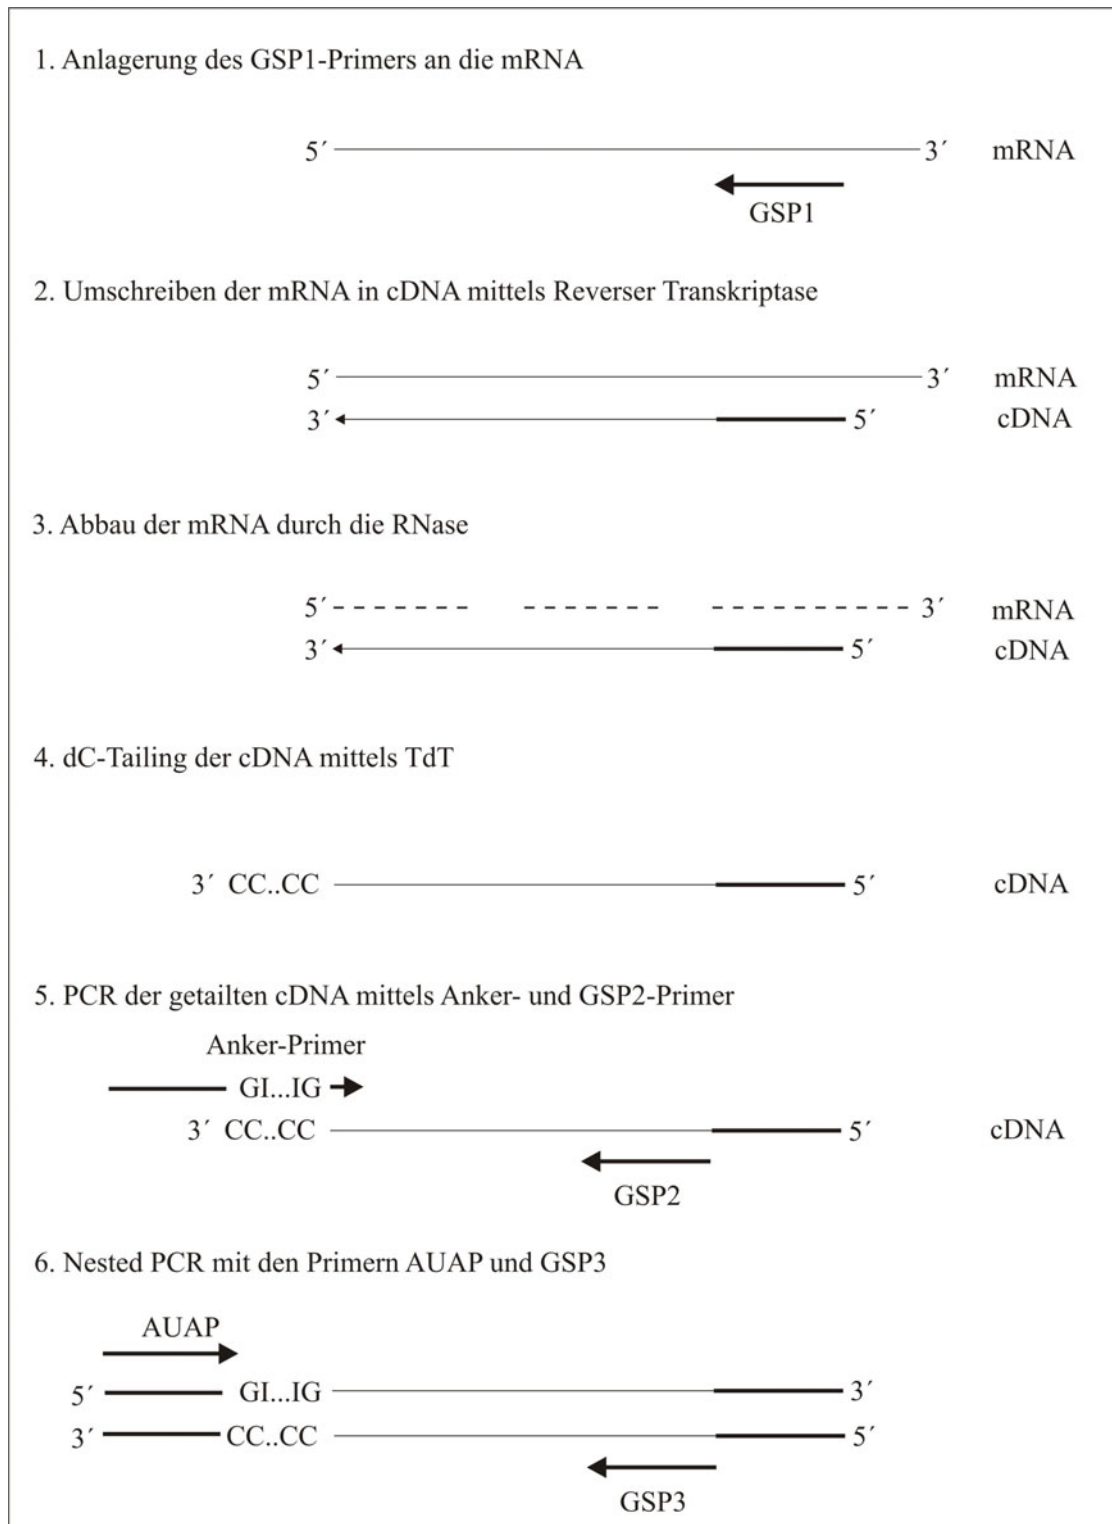 1. Anlagerung des GSP1-Primers an die mRNA
5´ 3´ mRNA
GSP1
2. Umschreiben der mRNA in cDNA mittels Reverser Transkriptase
5´ 3´ mRNA
3´ 5´ cDNA
3. Abbau der mRNA durch die RNase
5´ 3´ mRNA
3´ 5´ cDNA
4. dC-Tailing der cDNA mittels TdT
3´ CC..CC 5´ cDNA
5. PCR der getailten cDNA mittels Anker- und GSP2-Primer
Anker-Primer
GI...IG
3´ CC..CC 5´ cDNA
GSP2
6. Nested PCR mit den Primern AUAP und GSP3
AUAP
5´ GI...IG 3´
3´ CC..CC 5´
GSP3